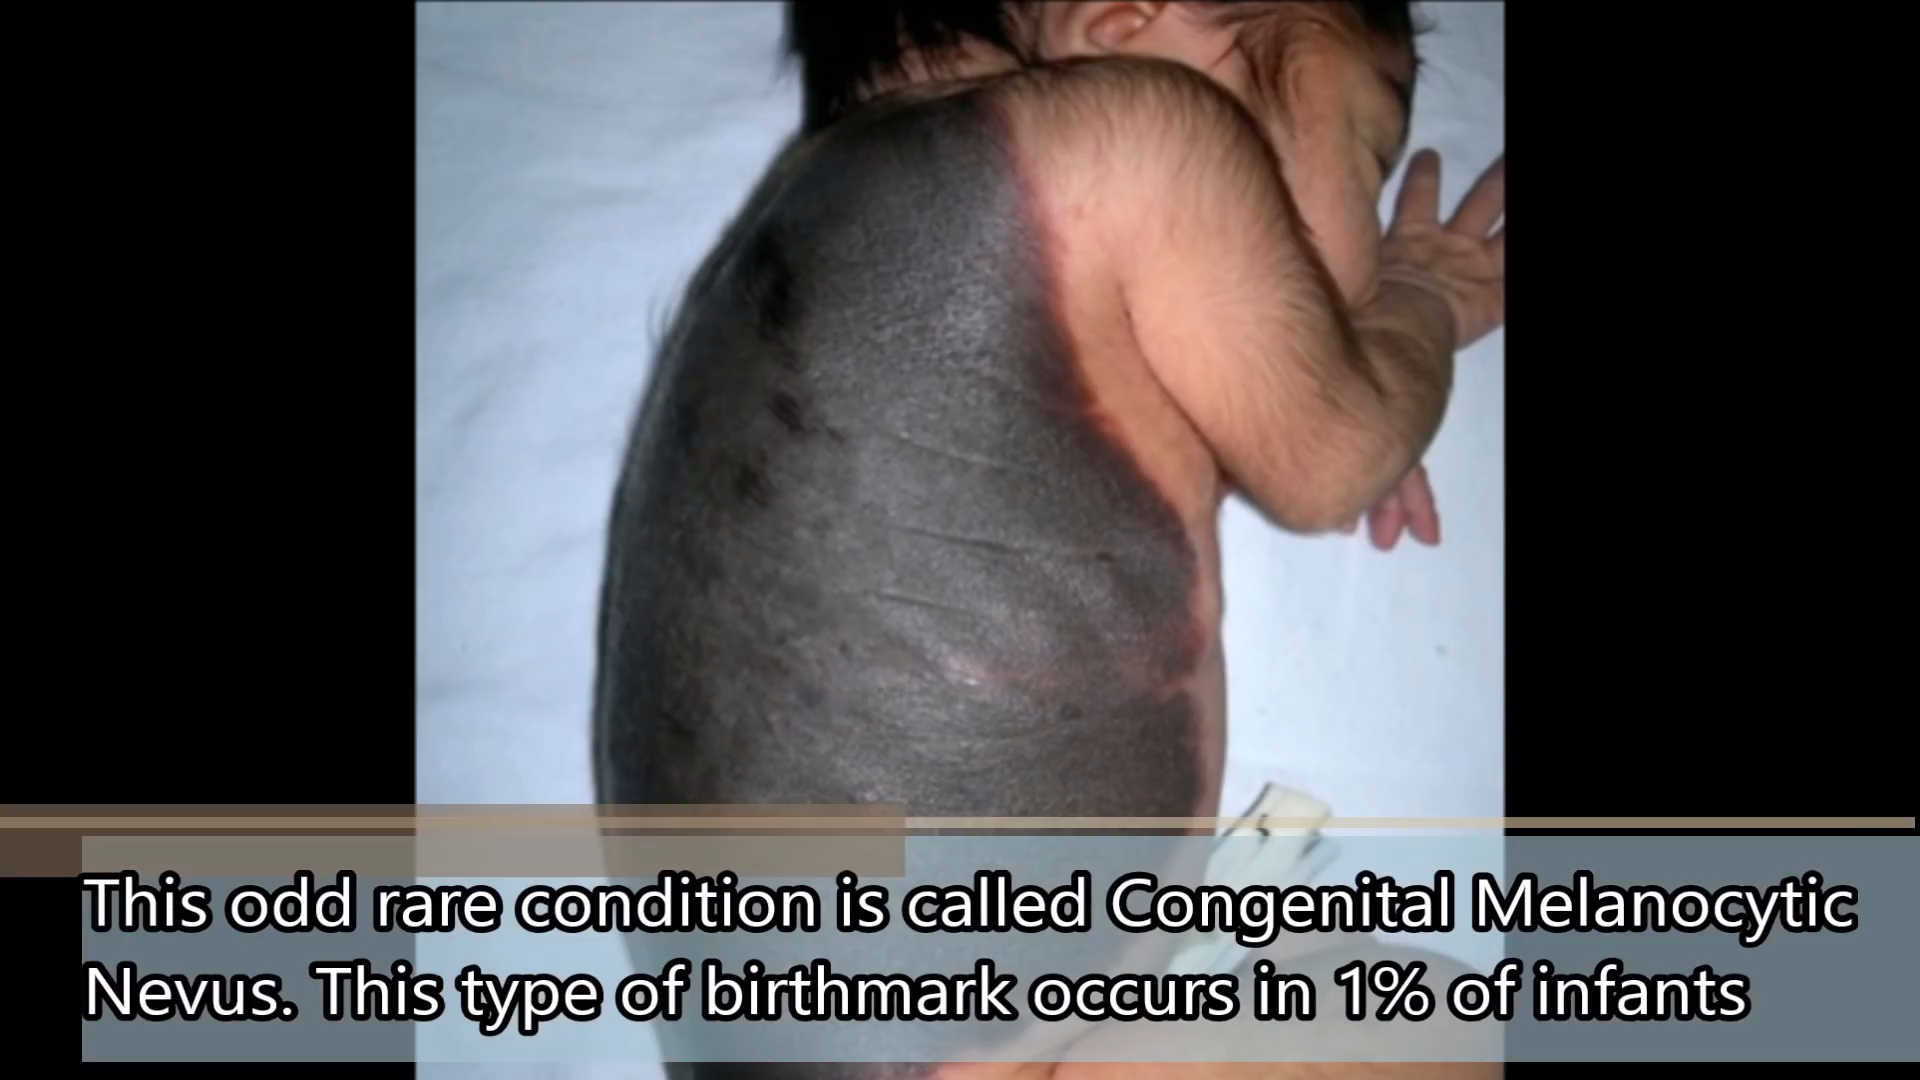 This odd rare condition is called Congenital Melanocytic
Nevus. This type of birthmark occurs in 1% of infants